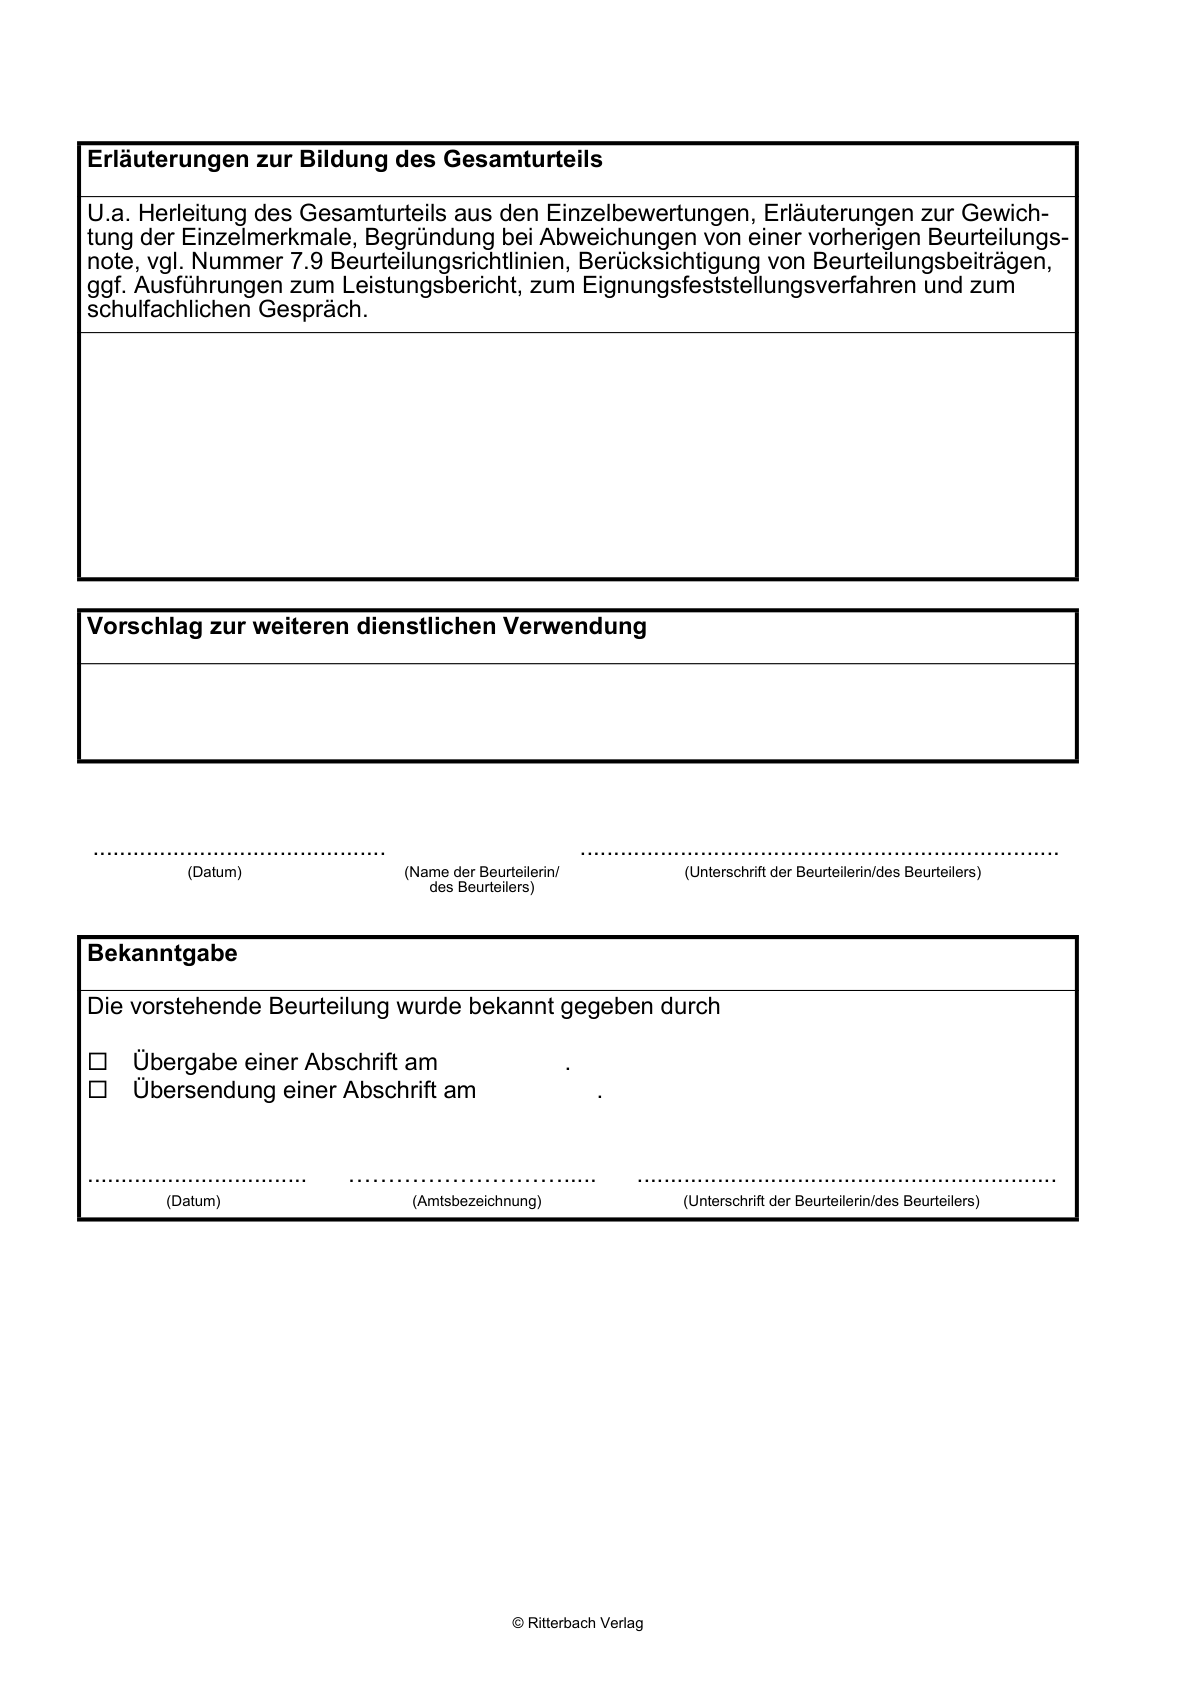 Erläuterungen zur Bildung des Gesamturteils
U.a. Herleitung des Gesamturteils aus den Einzelbewertungen, Erläuterungen zur Gewich-
tung der Einzelmerkmale, Begründung bei Abweichungen von einer vorherigen Beurteilungs-
note, vgl. Nummer 7.9 Beurteilungsrichtlinien, Berücksichtigung von Beurteilungsbeiträgen,
ggf. Ausführungen zum Leistungsbericht, zum Eignungsfeststellungsverfahren und zum
schulfachlichen Gespräch.
Vorschlag zur weiteren dienstlichen Verwendung
............................................ ........................................................................
(Datum) (Name der Beurteilerin/ (Unterschrift der Beurteilerin/des Beurteilers)
des Beurteilers)
Bekanntgabe
Die vorstehende Beurteilung wurde bekannt gegeben durch
☐ Übergabe einer Abschrift am .
☐ Übersendung einer Abschrift am .
................................. ……………………….... ...............................................................
(Datum) (Amtsbezeichnung) (Unterschrift der Beurteilerin/des Beurteilers)
© Ritterbach Verlag